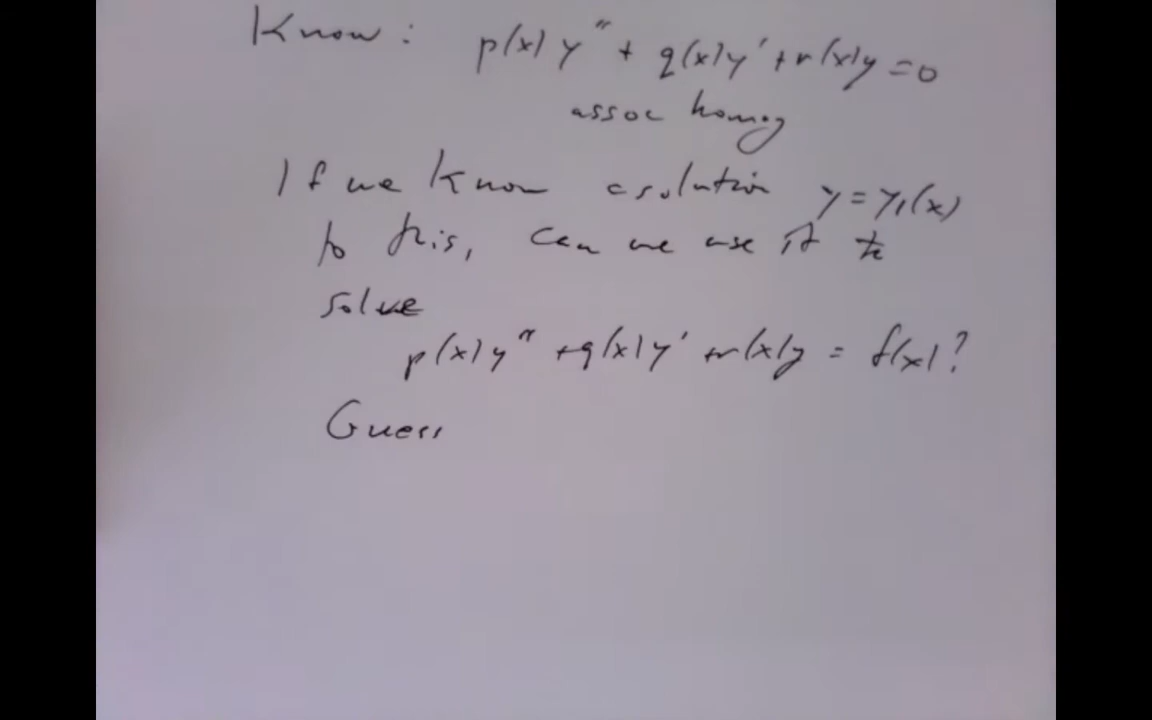 Know: p(x)y" + q(x)y' + r(x)y = 0
assoc homog
If we know a solution y = y₁(x)
to this, can we use it to
solve
p(x)y" + q(x)y' + r(x)y = f(x)?
Guess